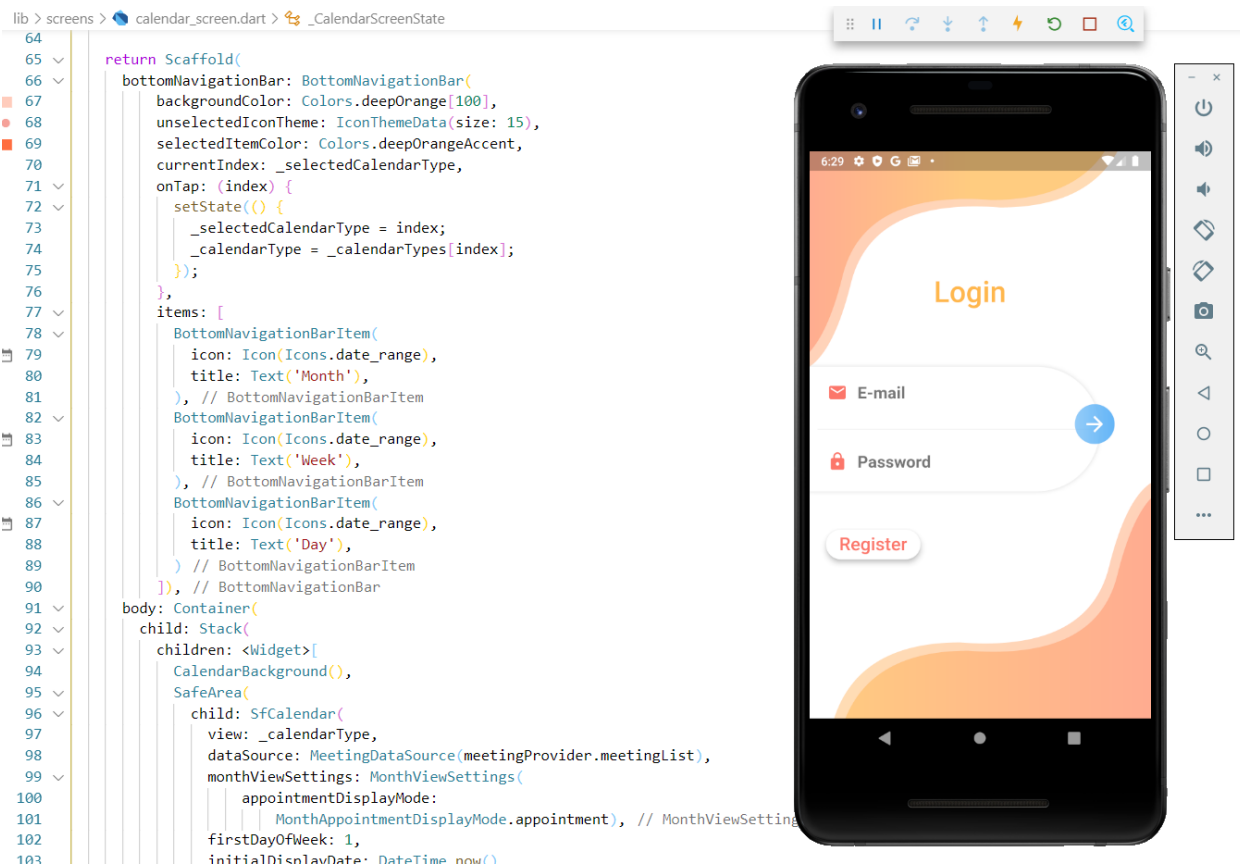 lib > screens > calendar_screen.dart > _CalendarScreenState
64
65 return Scaffold(
66 bottomNavigationBar: BottomNavigationBar(
67 backgroundColor: Colors.deepOrange[100],
68 unselectedIconTheme: IconThemeData(size: 15),
69 selectedItemColor: Colors.deepOrangeAccent,
70 currentIndex: _selectedCalendarType,
71 onTap: (index) {
72 setState(() {
73 _selectedCalendarType = index;
74 _calendarType = _calendarTypes[index];
75 });
76 },
77 items: [
78 BottomNavigationBarItem(
79 icon: Icon(Icons.date_range),
80 title: Text('Month'),
81 ), // BottomNavigationBarItem
82 BottomNavigationBarItem(
83 icon: Icon(Icons.date_range),
84 title: Text('Week'),
85 ), // BottomNavigationBarItem
86 BottomNavigationBarItem(
87 icon: Icon(Icons.date_range),
88 title: Text('Day'),
89 ) // BottomNavigationBarItem
90 ]), // BottomNavigationBar
91 body: Container(
92 child: Stack(
93 children: <Widget>[
94 CalendarBackground(),
95 SafeArea(
96 child: SfCalendar(
97 view: _calendarType,
98 dataSource: MeetingDataSource(meetingProvider.meetingList),
99 monthViewSettings: MonthViewSettings(
100 appointmentDisplayMode:
101 MonthAppointmentDisplayMode.appointment), // MonthViewSetting
102 firstDayOfWeek: 1,
103 initialDisplayDate: DateTime.now()
6:29
Login
E-mail
Password
Register